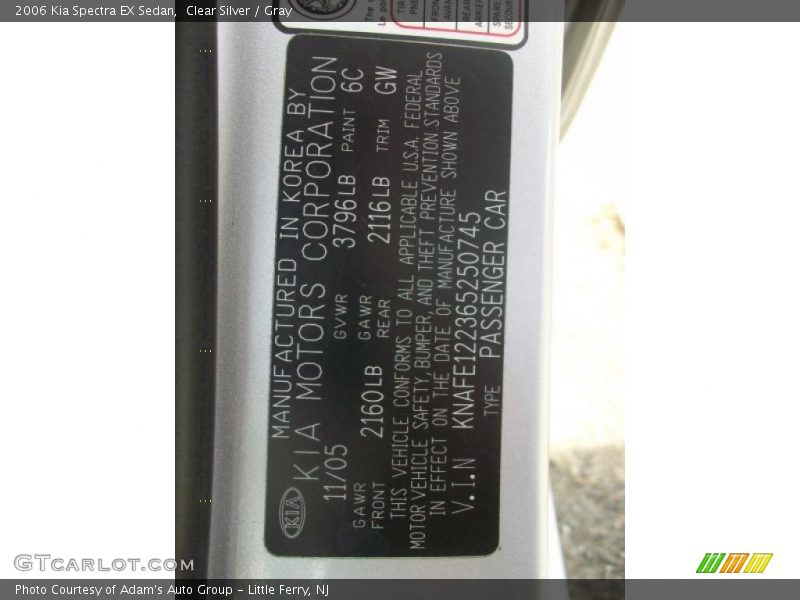 2006 Kia Spectra EX Sedan,  Clear Silver / Gray
MANUFACTURED IN KOREA BY
KIA MOTORS CORPORATION
11/05 GVWR 3796LB PAINT 6C
GAWR FRONT 2160LB GAWR REAR 2116LB TRIM GW
THIS VEHICLE CONFORMS TO ALL APPLICABLE U.S.A. FEDERAL
MOTOR VEHICLE SAFETY, BUMPER, AND THEFT PREVENTION STANDARDS
IN EFFECT ON THE DATE OF MANUFACTURE SHOWN ABOVE
V.I.N KNAFE122365250745
TYPE PASSENGER CAR
KIA
GTCARLOT.COM
Photo Courtesy of Adam's Auto Group - Little Ferry, NJ